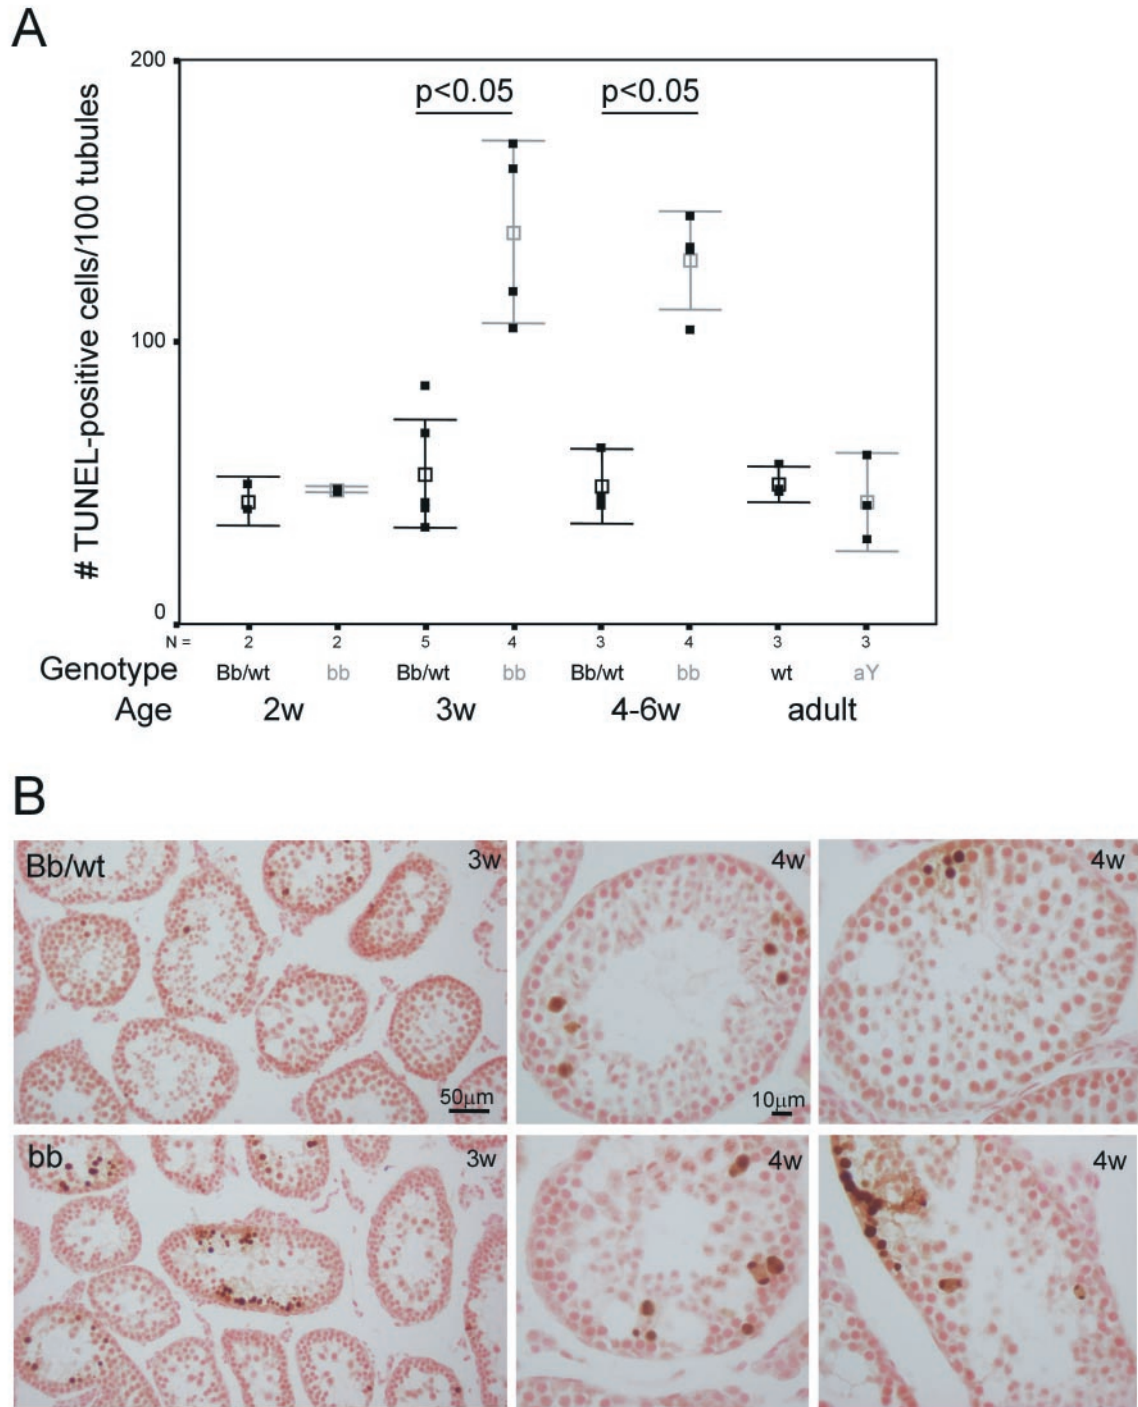 A
200
p<0.05 p<0.05
# TUNEL-positive cells/100 tubules
100
0
N = 2 2 5 4 3 4 3 3
Genotype Bb/wt bb Bb/wt bb Bb/wt bb wt aY
Age 2w 3w 4-6w adult
B
Bb/wt 3w 4w 4w
50μm 10μm
bb 3w 4w 4w